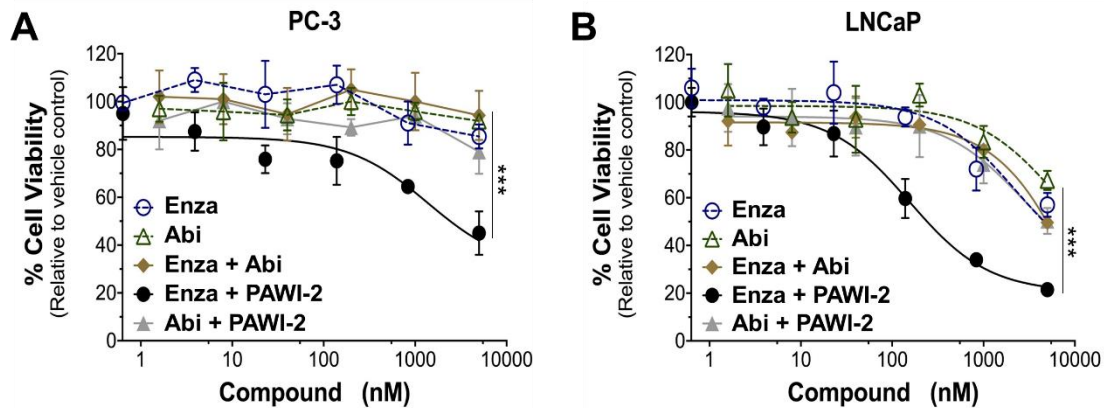 A
PC-3
% Cell Viability
(Relative to vehicle control)
120
100
80
60
40
20
0
Enza
Abi
Enza + Abi
Enza + PAWI-2
Abi + PAWI-2
***
1 10 100 1000 10000
Compound (nM)
B
LNCaP
% Cell Viability
(Relative to vehicle control)
120
100
80
60
40
20
0
Enza
Abi
Enza + Abi
Enza + PAWI-2
Abi + PAWI-2
***
1 10 100 1000 10000
Compound (nM)